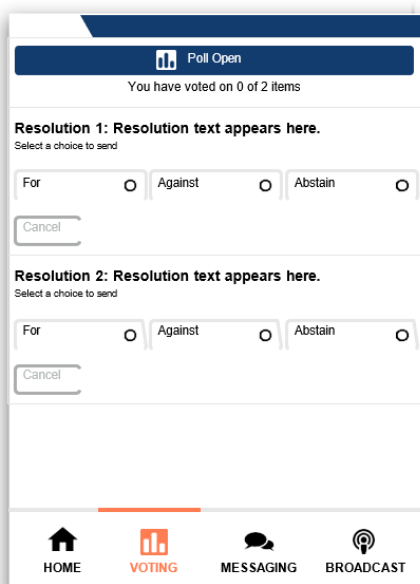 Poll Open
You have voted on 0 of 2 items
Resolution 1: Resolution text appears here.
Select a choice to send
For Against Abstain
Cancel
Resolution 2: Resolution text appears here.
Select a choice to send
For Against Abstain
Cancel
HOME VOTING MESSAGING BROADCAST